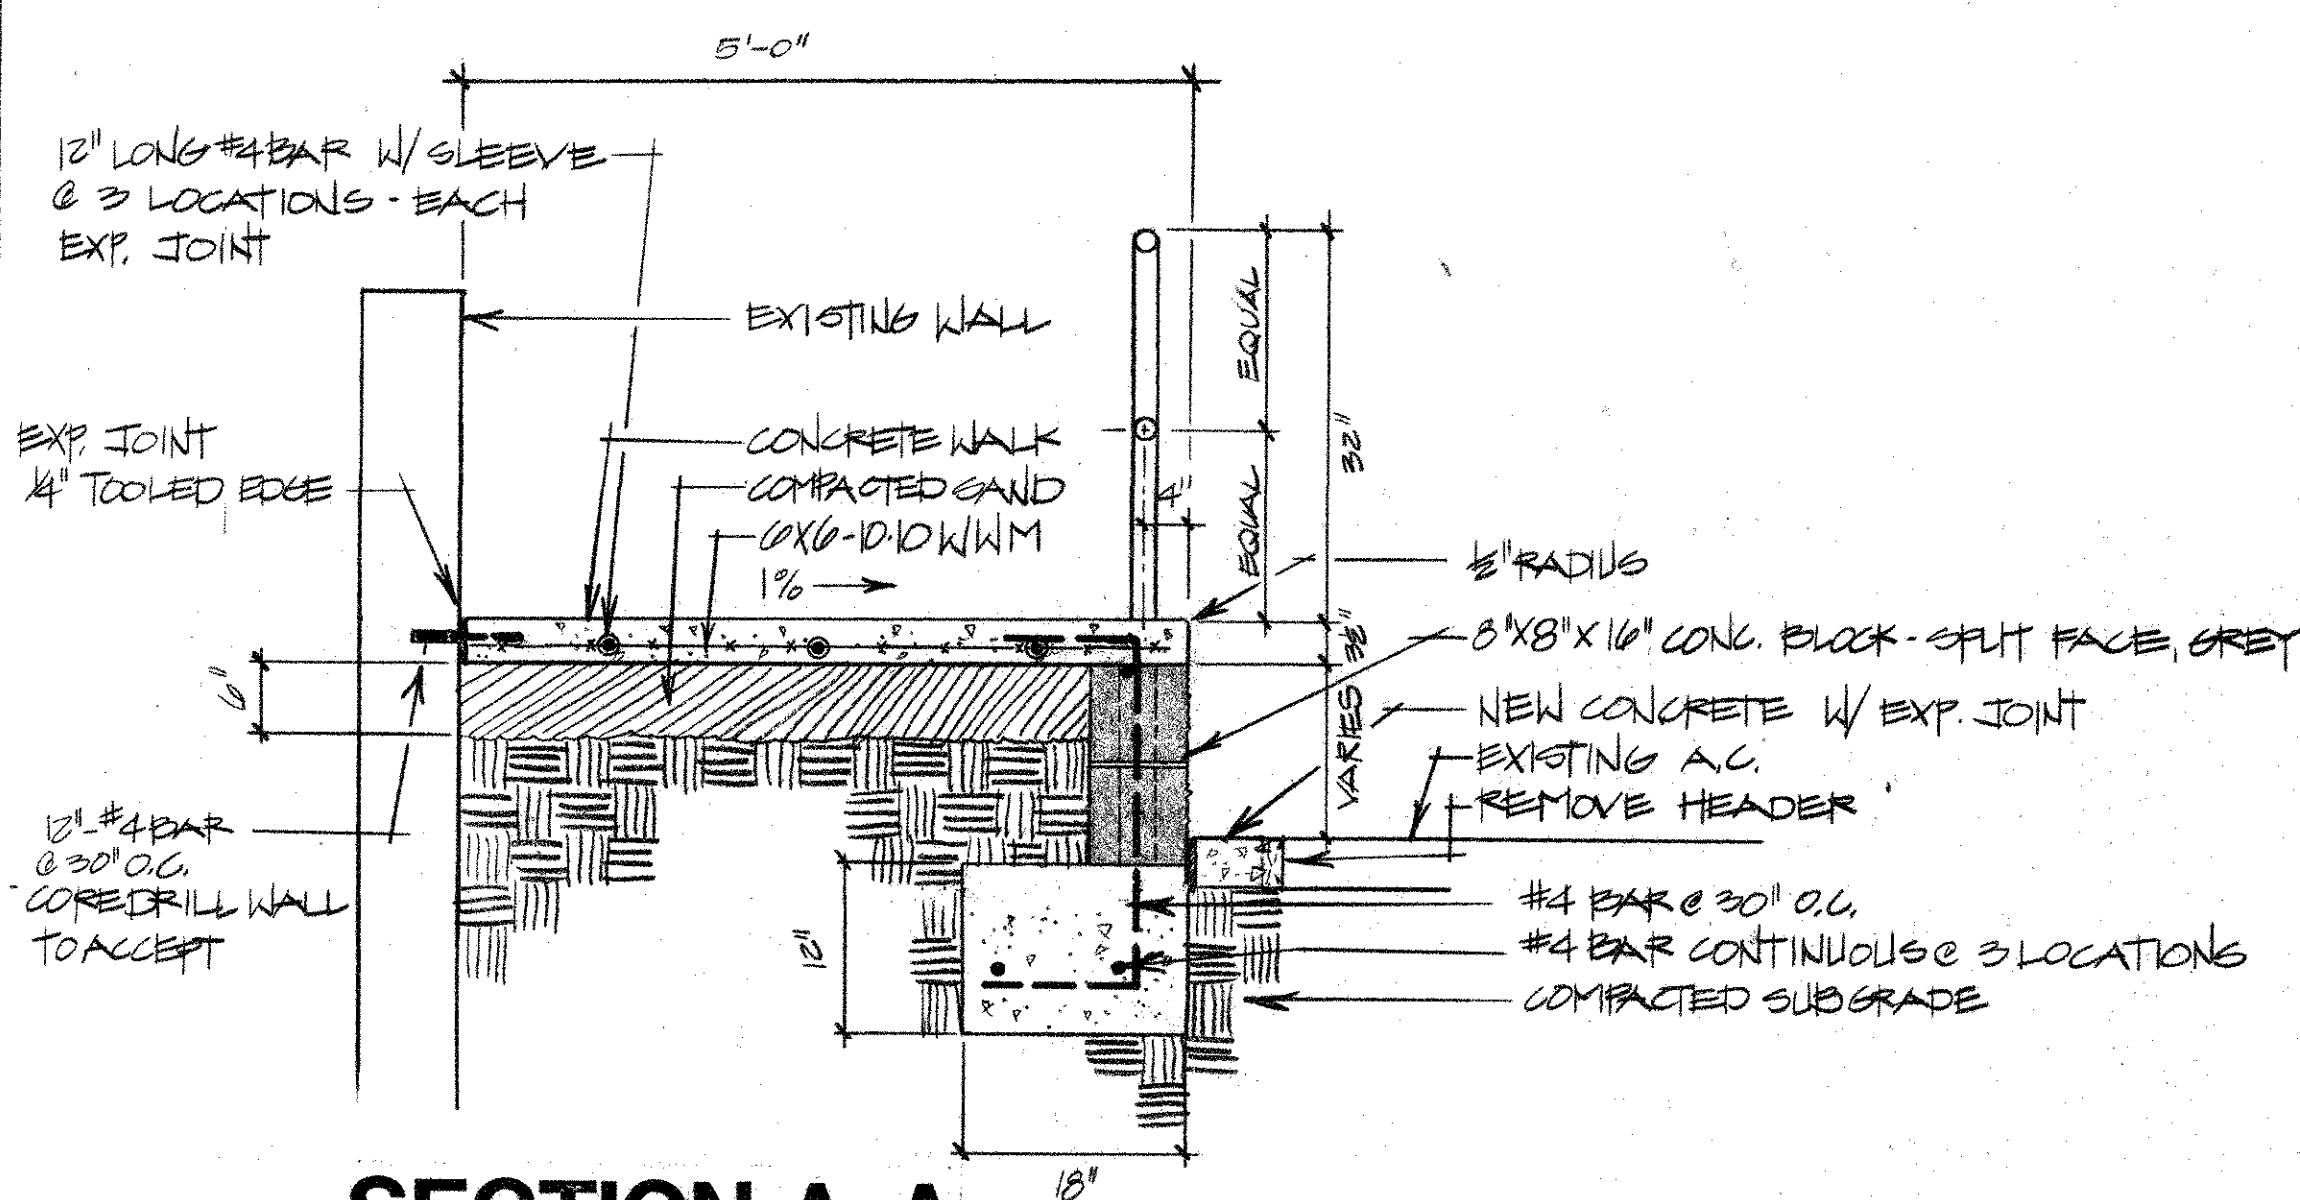 5'-0"
12" LONG #4 BAR W/ SLEEVE
@ 3 LOCATIONS - EACH
EXP. JOINT
EXISTING WALL
EXP. JOINT
1/4" TOOLED EDGE
CONCRETE WALK
COMPACTED SAND
6X6-10·10 WWM
1%
EQUAL
EQUAL
32"
4"
1/2" RADIUS
8"X8"X16" CONC. BLOCK - SPLIT FACE, GREY
VARIES
NEW CONCRETE W/ EXP. JOINT
EXISTING A.C.
REMOVE HEADER
6"
12"-#4 BAR
@ 30" O.C.
COREDRILL WALL
TO ACCEPT
12"
#4 BAR @ 30" O.C.
#4 BAR CONTINUOUS @ 3 LOCATIONS
COMPACTED SUBGRADE
18"
SECTION A-A